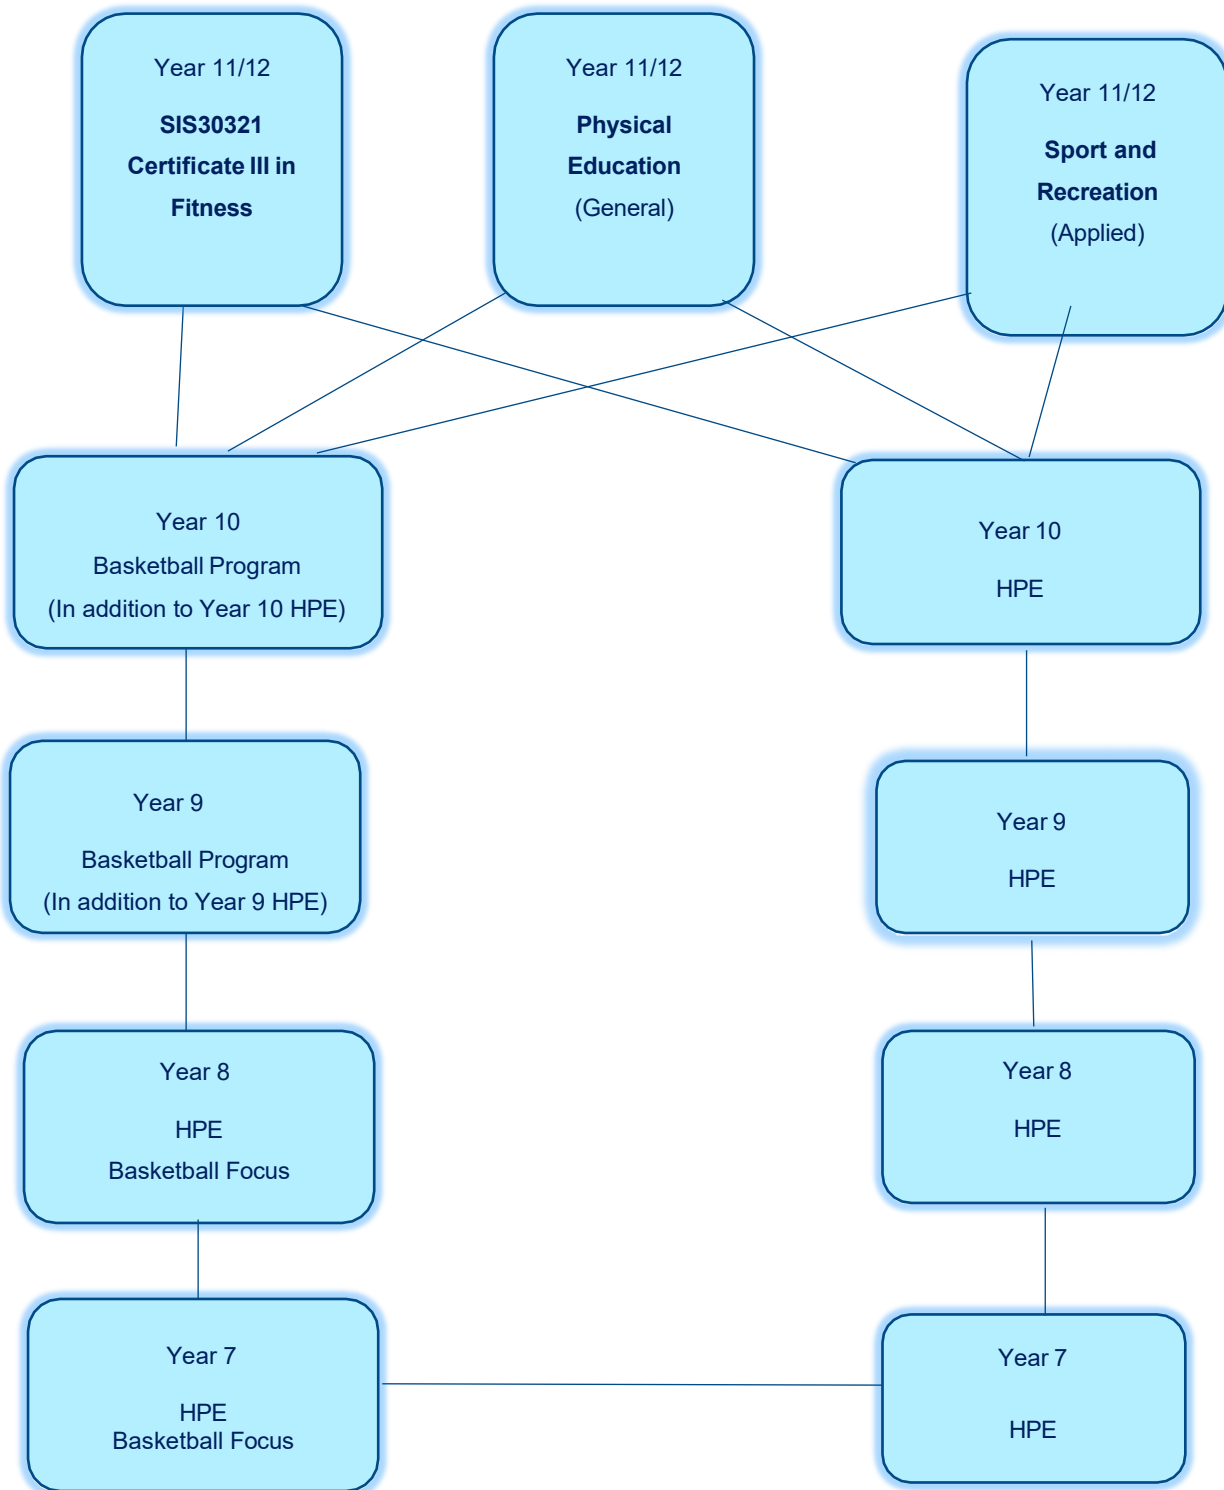 Year 11/12
SIS30321
Certificate III in
Fitness
Year 11/12
Physical
Education
(General)
Year 11/12
Sport and
Recreation
(Applied)
Year 10
Basketball Program
(In addition to Year 10 HPE)
Year 10
HPE
Year 9
Basketball Program
(In addition to Year 9 HPE)
Year 9
HPE
Year 8
HPE
Basketball Focus
Year 8
HPE
Year 7
HPE
Basketball Focus
Year 7
HPE